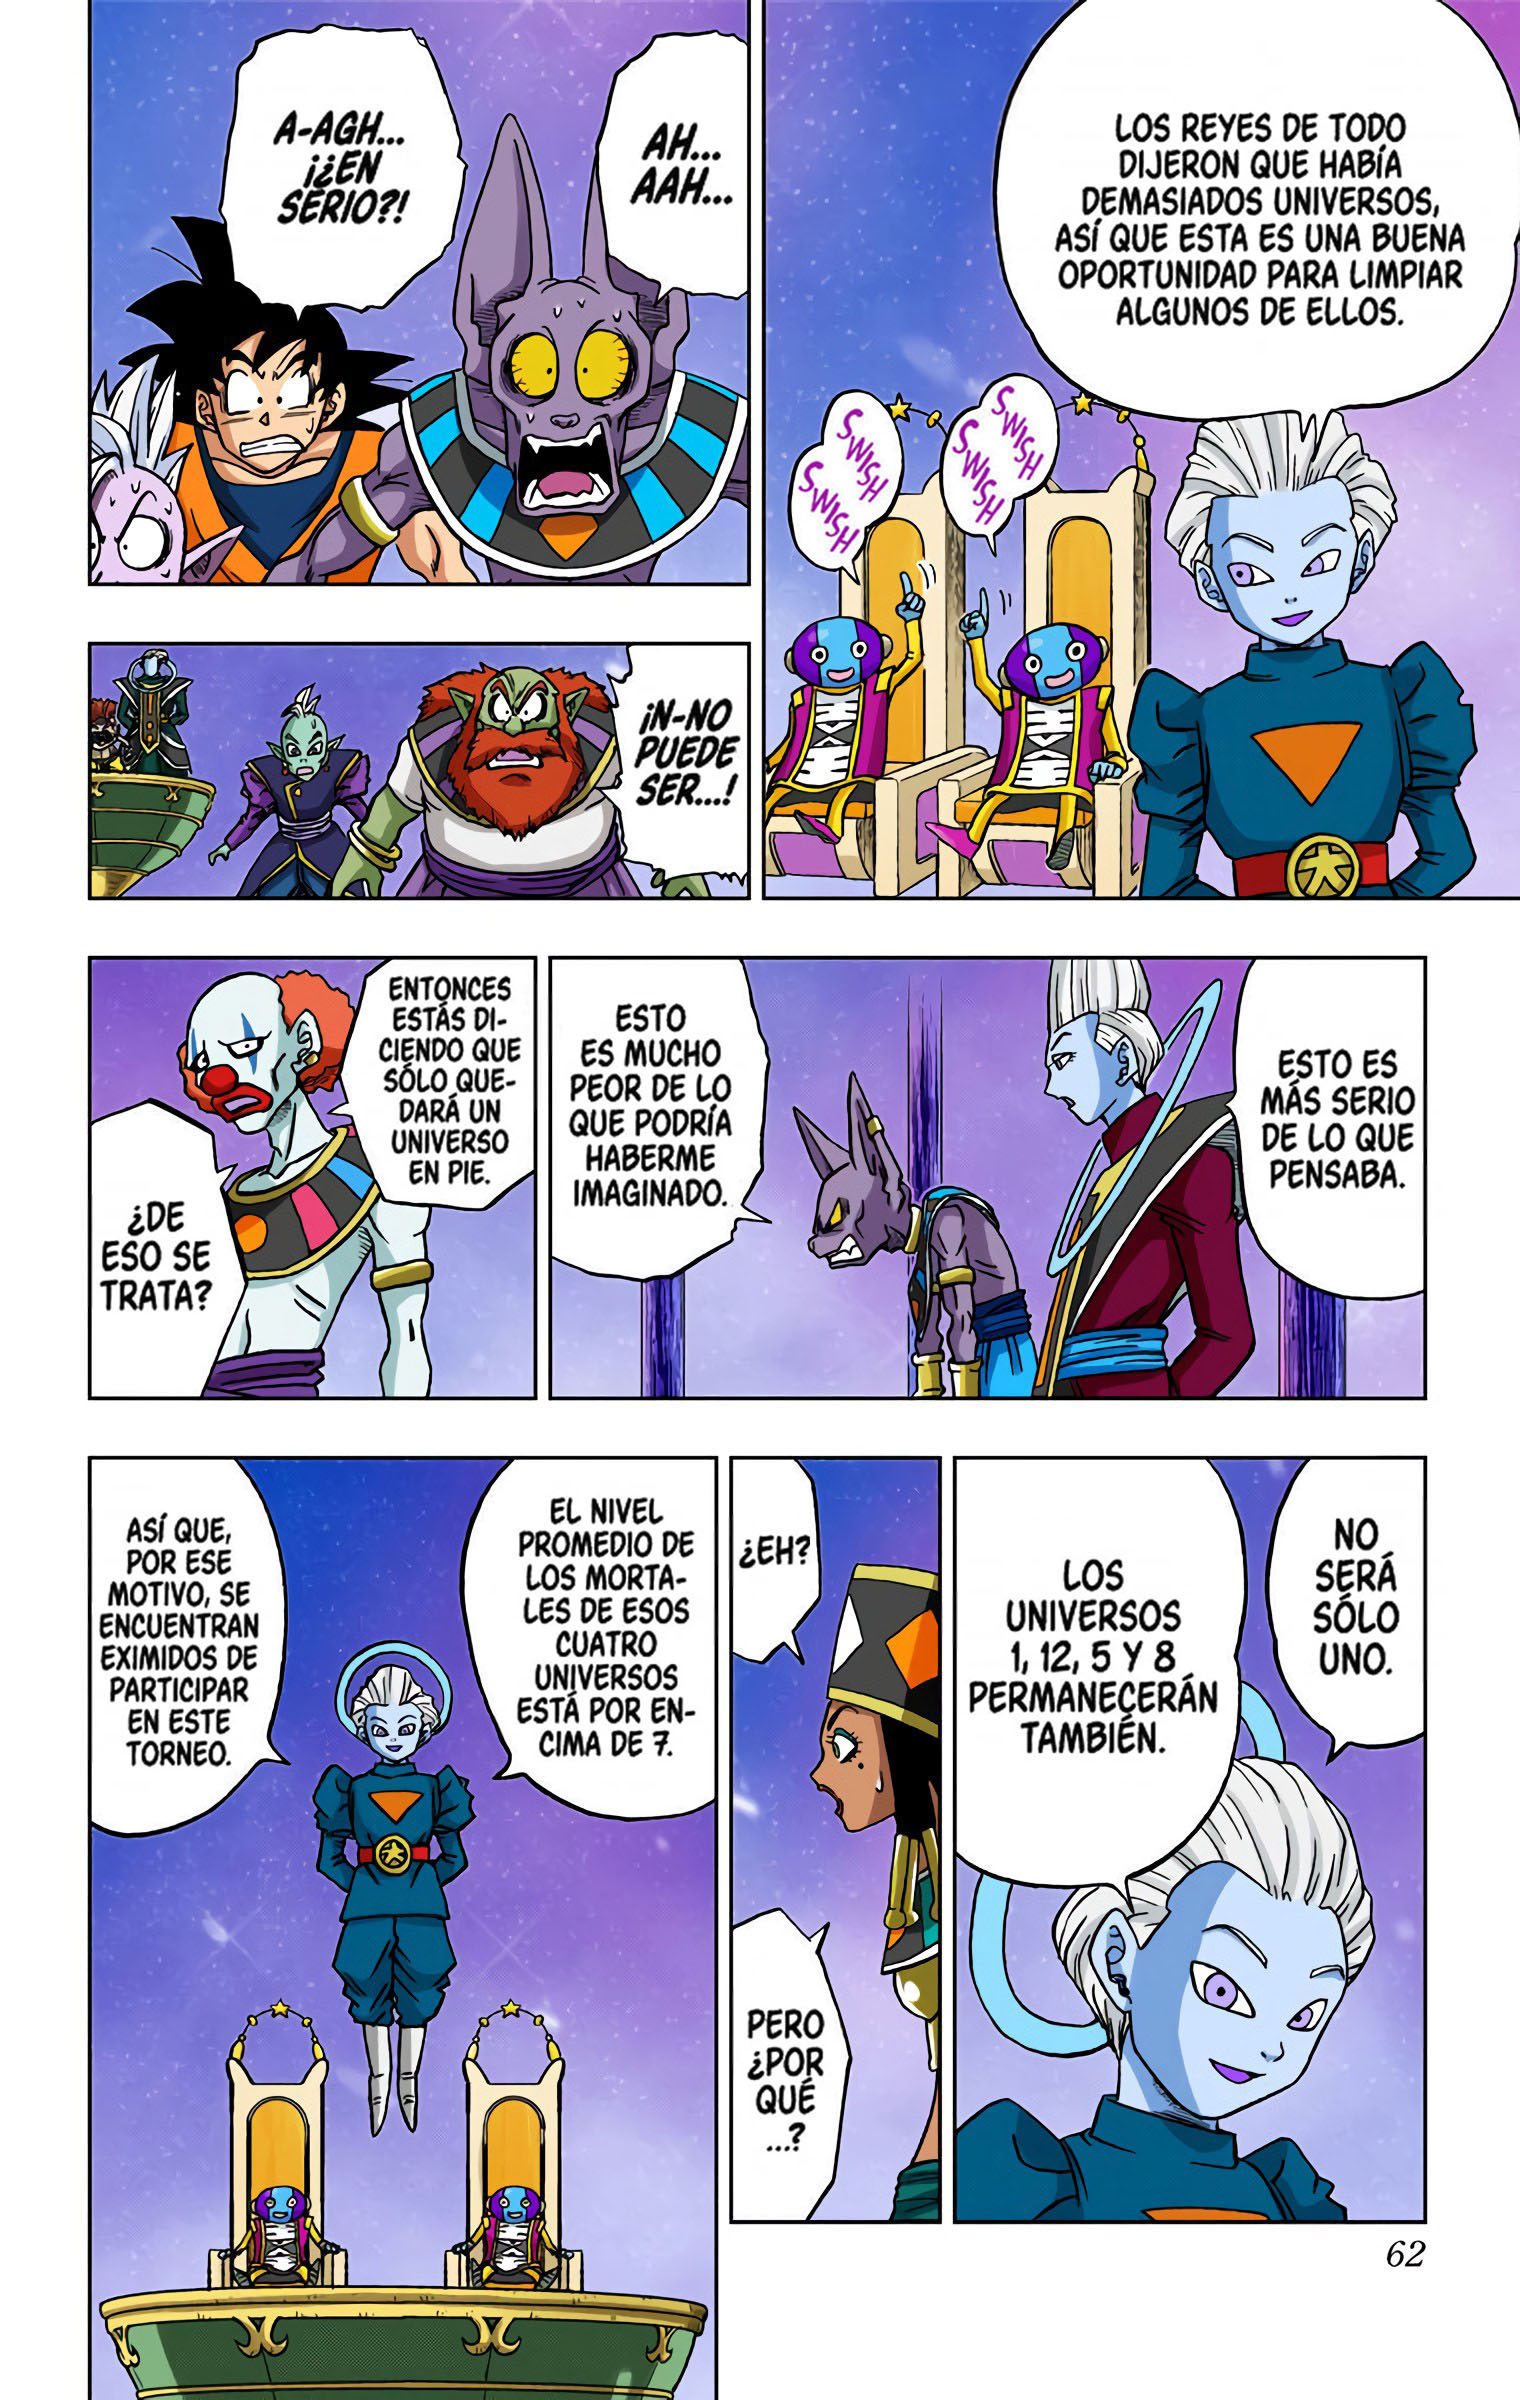 LOS REYES DE TODO
DIJERON QUE HABÍA
DEMASIADOS UNIVERSOS,
ASÍ QUE ESTA ES UNA BUENA
OPORTUNIDAD PARA LIMPIAR
ALGUNOS DE ELLOS.
SWISH
SWISH
SWISH
SWISH
AH...
AAH...
A-AGH...
¡¿EN
SERIO?!
¡N-NO
PUEDE
SER...!
ESTO ES
MÁS SERIO
DE LO QUE
PENSABA.
ESTO
ES MUCHO
PEOR DE LO
QUE PODRÍA
HABERME
IMAGINADO.
ENTONCES
ESTÁS DI-
CIENDO QUE
SÓLO QUE-
DARÁ UN
UNIVERSO
EN PIE.
¿DE
ESO SE
TRATA?
NO
SERÁ
SÓLO
UNO.
LOS
UNIVERSOS
1, 12, 5 Y 8
PERMANECERÁN
TAMBIÉN.
¿EH?
PERO
¿POR
QUÉ
...?
EL NIVEL
PROMEDIO DE
LOS MORTA-
LES DE ESOS
CUATRO
UNIVERSOS
ESTÁ POR EN-
CIMA DE 7.
ASÍ QUE,
POR ESE
MOTIVO, SE
ENCUENTRAN
EXIMIDOS DE
PARTICIPAR
EN ESTE
TORNEO.
62